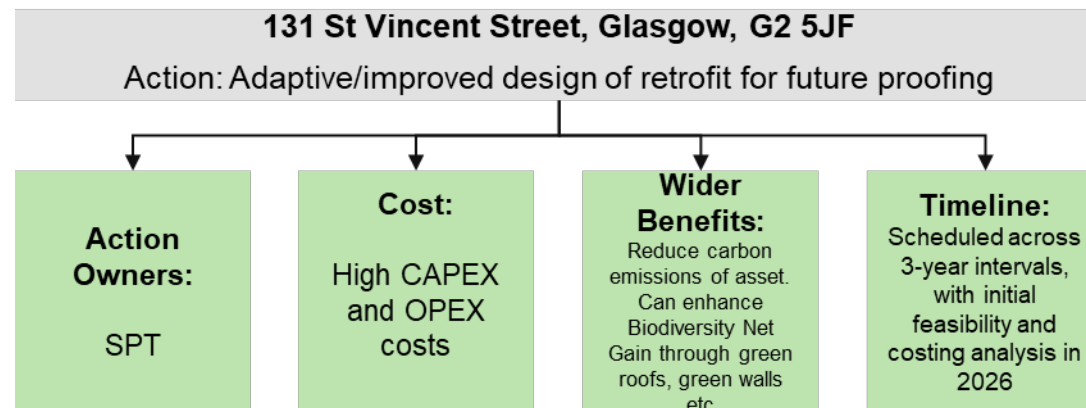 131 St Vincent Street, Glasgow, G2 5JF
Action: Adaptive/improved design of retrofit for future proofing
Action
Owners:
SPT
Cost:
High CAPEX
and OPEX
costs
Wider
Benefits:
Reduce carbon
emissions of asset.
Can enhance
Biodiversity Net
Gain through green
roofs, green walls
etc
Timeline:
Scheduled across
3-year intervals,
with initial
feasibility and
costing analysis in
2026